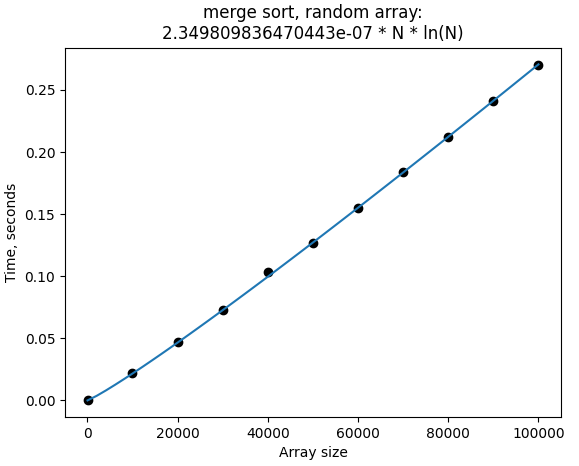 merge sort, random array:
2.349809836470443e-07 * N * ln(N)
Time, seconds
0.25
0.20
0.15
0.10
0.05
0.00
0 20000 40000 60000 80000 100000
Array size